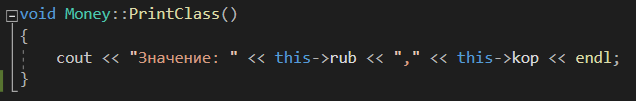 void Money::PrintClass()
{
cout << "Значение: " << this->rub << "," << this->kop << endl;
}